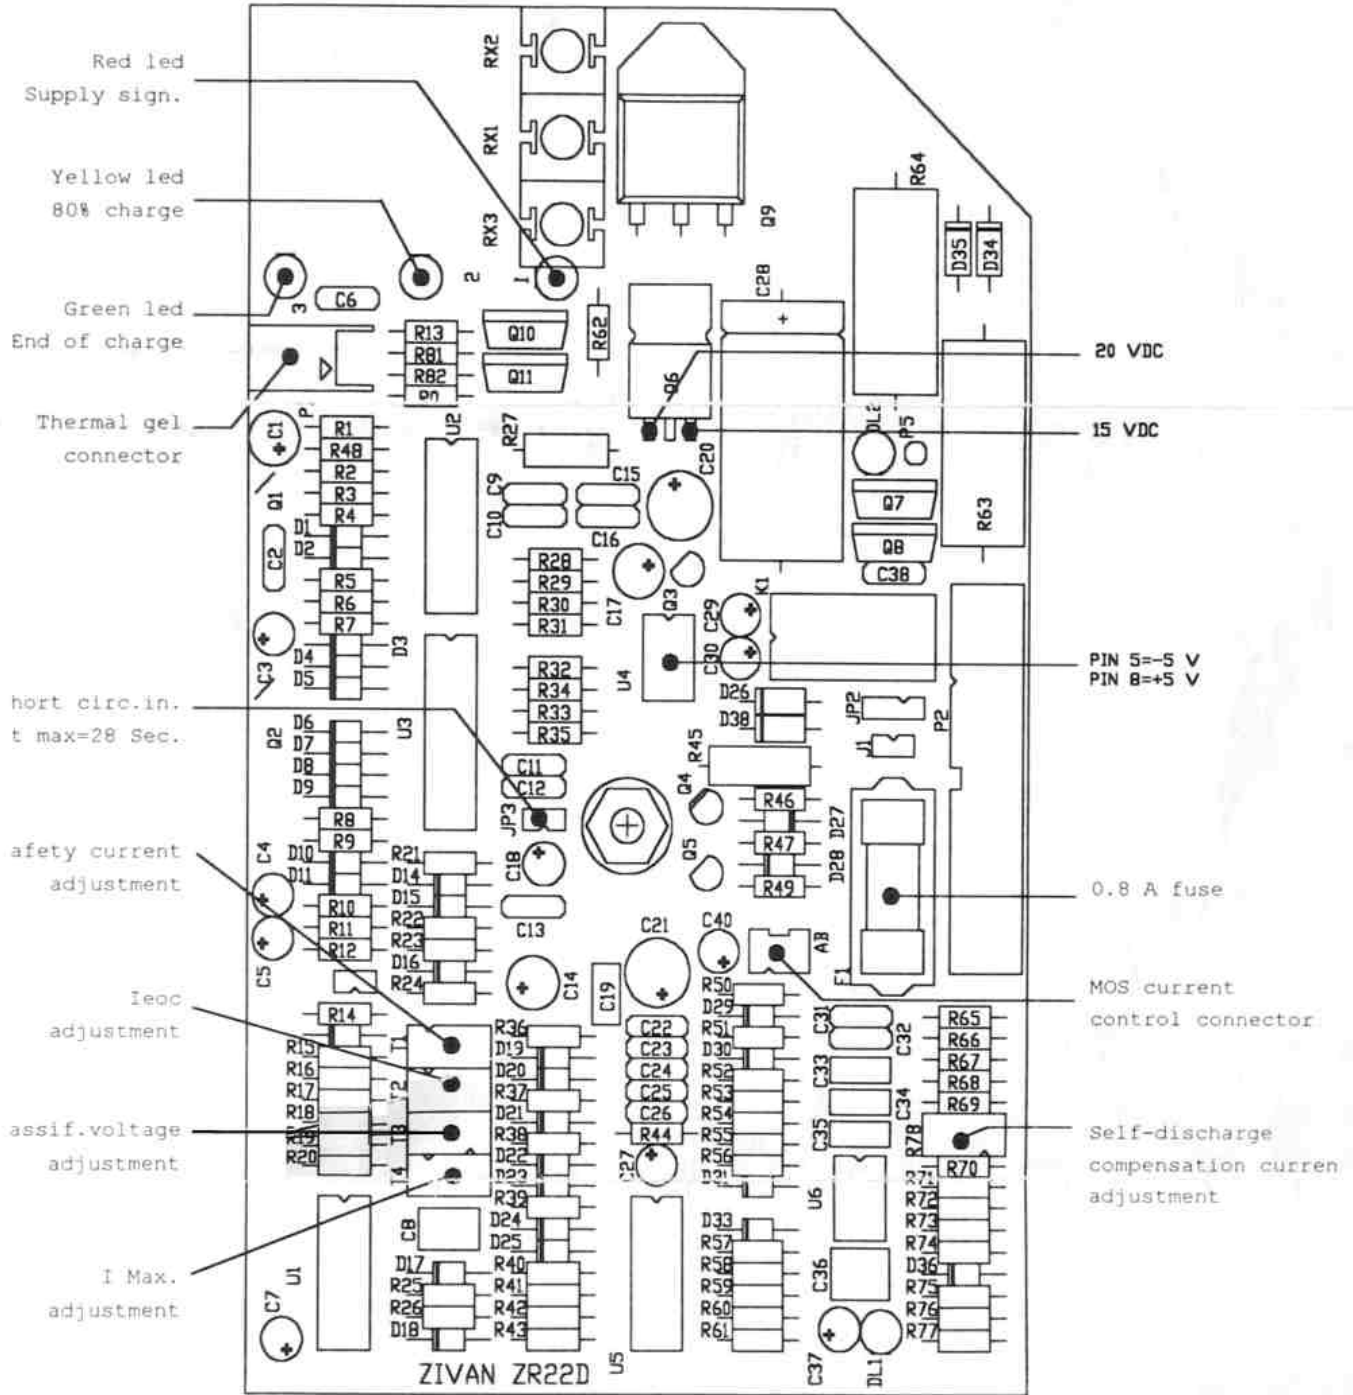 Red led
Supply sign.
Yellow led
80% charge
Green led
End of charge
Thermal gel
connector
hort circ.in.
t max=28 Sec.
afety current
adjustment
Ieoc
adjustment
assif.voltage
adjustment
I Max.
adjustment
20 VDC
15 VDC
PIN 5=-5 V
PIN 8=+5 V
0.8 A fuse
MOS current
control connector
Self-discharge
compensation curren
adjustment
RX2
RX1
RX3
Q9
R64
D35
D34
3
2
1
C6
R13
R81
R82
Q10
Q11
R62
Q6
C28
+
DL2
P5
R63
C1
R1
R48
R2
R3
R4
Q1
D1
D2
C2
R5
R6
R7
D3
D4
D5
C3
U2
R27
C9
C10
C15
C16
C20
Q7
Q8
C38
R28
R29
R30
R31
C17
Q3
U4
C29
C30
K1
R32
R34
R33
R35
D26
D38
JP2
J1
P2
Q2
D6
D7
D8
D9
U3
C11
C12
JP3
R45
Q4
R46
D27
R47
D28
R49
Q5
R8
R9
C4
D10
D11
R10
R11
R12
C5
R21
D14
D15
R22
R23
D16
R24
C18
C13
C14
C19
C21
C40
AB
F1
R14
R15
R16
R17
R18
R19
R20
T1
T2
T3
T4
R36
D19
D20
R37
D21
R38
D22
D23
R39
D24
D25
R40
R41
R42
R43
C22
C23
C24
C25
C26
R44
C27
R50
D29
R51
D30
R52
R53
R54
R55
R56
D31
D33
R57
R58
R59
R60
R61
C31
C32
C33
C34
C35
U6
C36
C37
DL1
R65
R66
R67
R68
R69
R78
R70
R71
R72
R73
R74
D36
R75
R76
R77
U1
C7
C8
D17
R25
R26
D18
U5
ZIVAN ZR22D